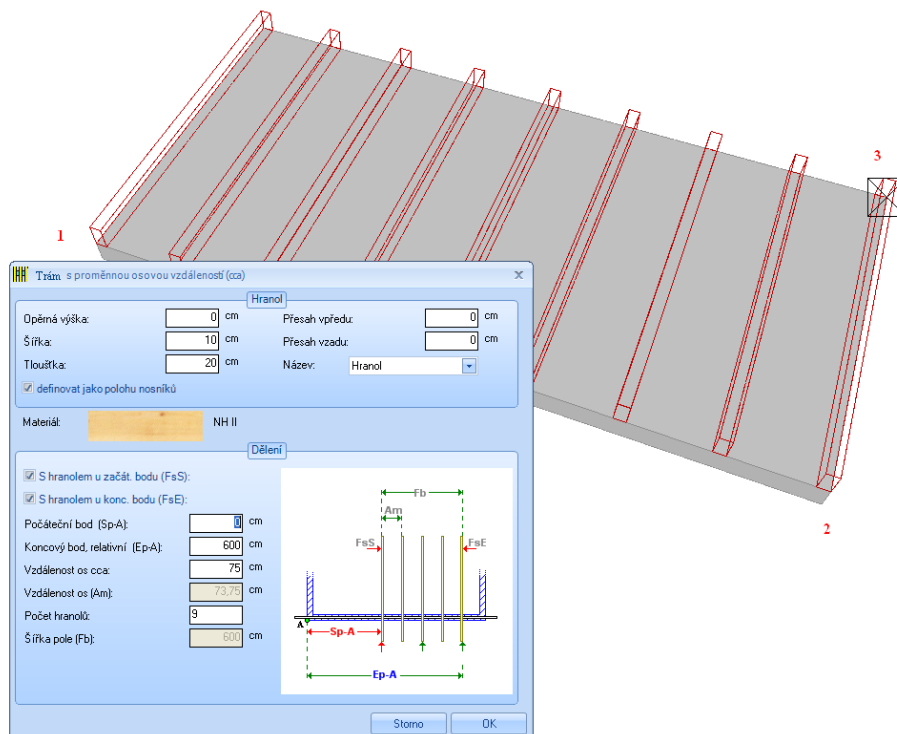 3
1
Trám s proměnnou osovou vzdáleností (cca)
Hranol
Opěrná výška: 0 cm Přesah vpředu: 0 cm
Šířka: 10 cm Přesah vzadu: 0 cm
Tloušťka: 20 cm Název: Hranol
definovat jako polohu nosníků
Materiál: NH II
Dělení
S hranolem u začát. bodu (FsS):
S hranolem u konc. bodu (FsE):
Počáteční bod (Sp-A): 0 cm
Koncový bod, relativní (Ep-A): 600 cm
Vzdálenost os cca: 75 cm
Vzdálenost os (Am): 73,75 cm
Počet hranolů: 9
Šířka pole (Fb): 600 cm
Fb
Am
FsS FsE
A
Sp-A
Ep-A
2
Storno OK